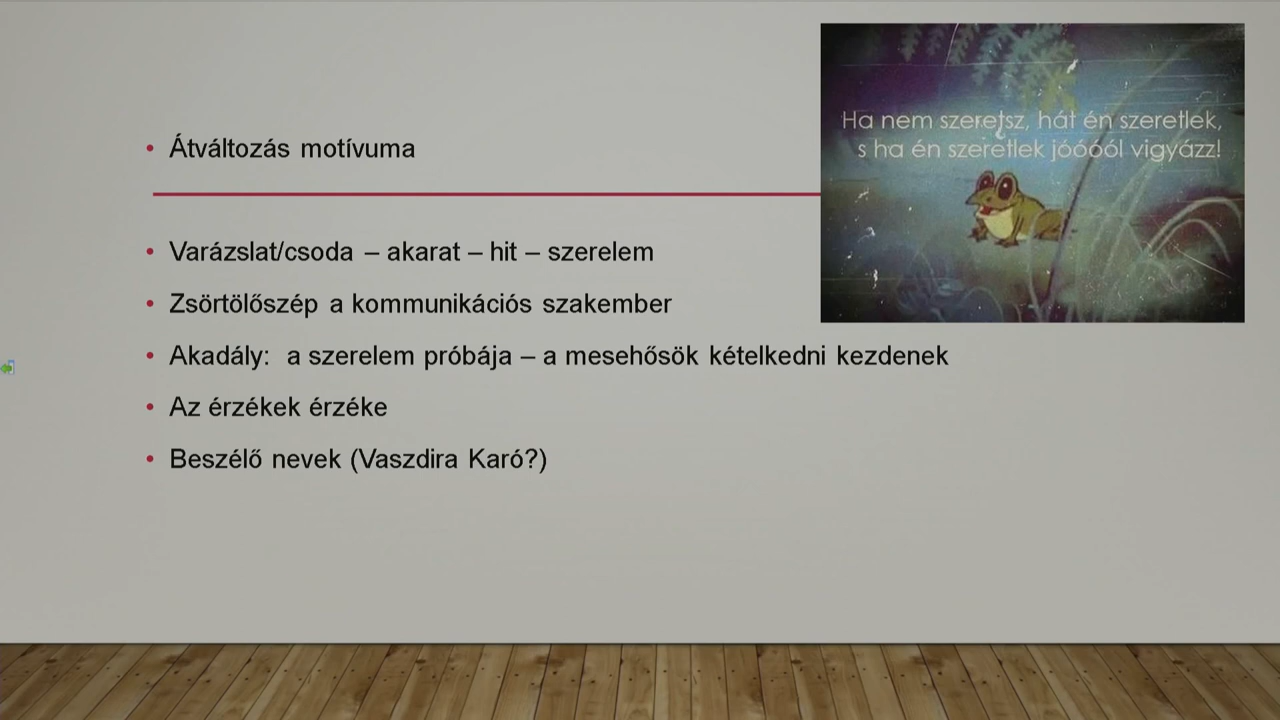 Átváltozás motívuma
Ha nem szeretsz, hát én szeretlek,
s ha én szeretlek jóóóól vigyázz!
Varázslat/csoda – akarat – hit – szerelem
Zsörtölőszép a kommunikációs szakember
Akadály: a szerelem próbája – a mesehősök kételkedni kezdenek
Az érzékek érzéke
Beszélő nevek (Vaszdira Karó?)